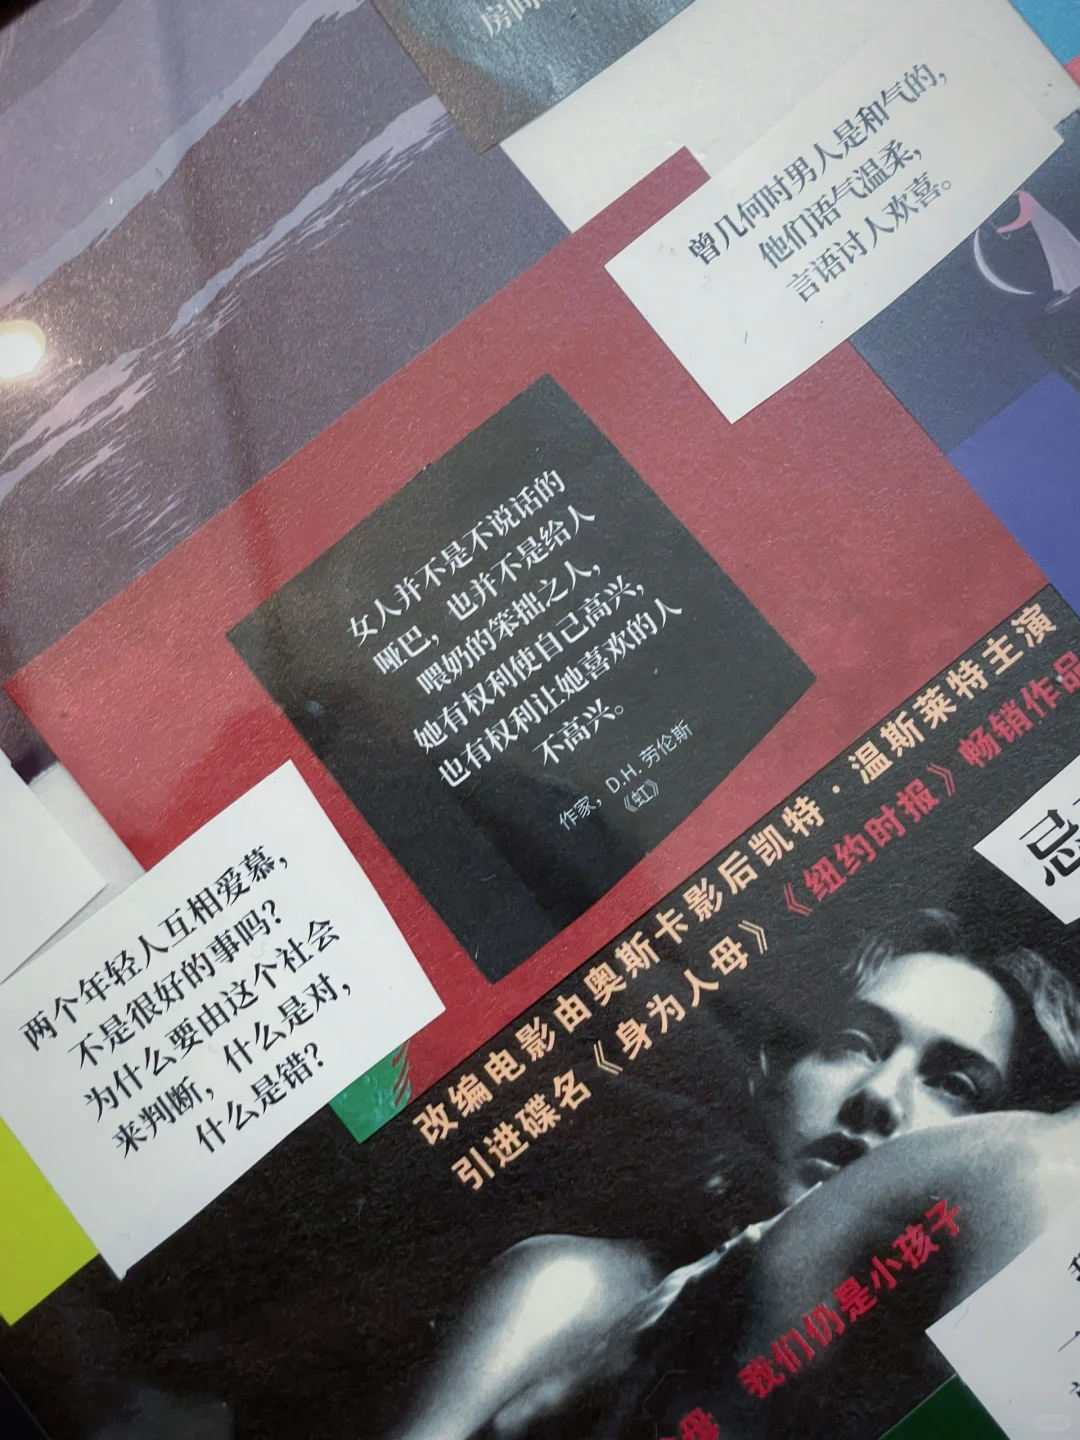 房间
曾几何时男人是和气的，
他们语气温柔，
言语讨人欢喜。
女人并不是不说话的
哑巴，也并不是给人
喂奶的笨拙之人，
她有权利使自己高兴，
也有权利让她喜欢的人
不高兴。
作家，D.H. 劳伦斯
《虹》
两个年轻人互相爱慕，
不是很好的事吗？
为什么要由这个社会
来判断，什么是对，
什么是错？
改编电影由奥斯卡影后凯特·温斯莱特主演
引进碟名《身为人母》《纽约时报》畅销作品
忌
我们仍是小孩子
母